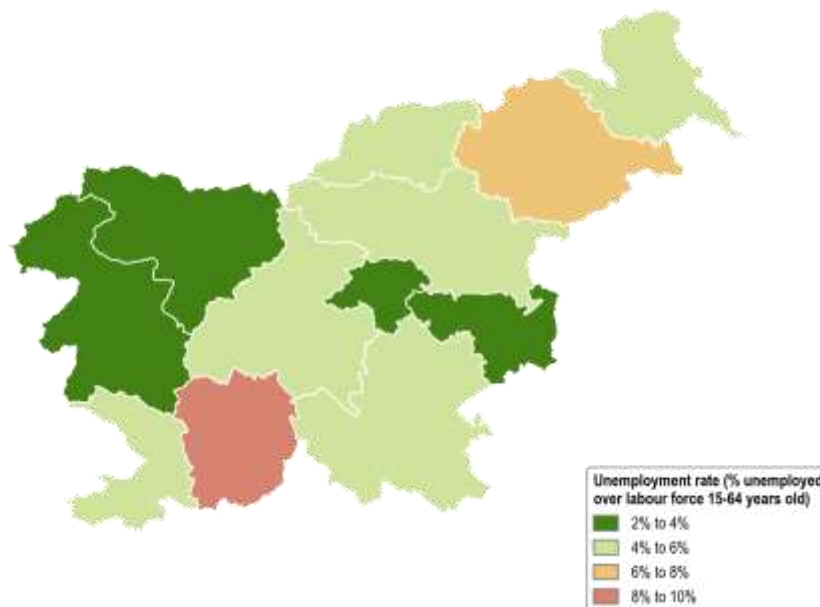 Unemployment rate (% unemployed
over labour force 15-64 years old)
2% to 4%
4% to 6%
6% to 8%
8% to 10%